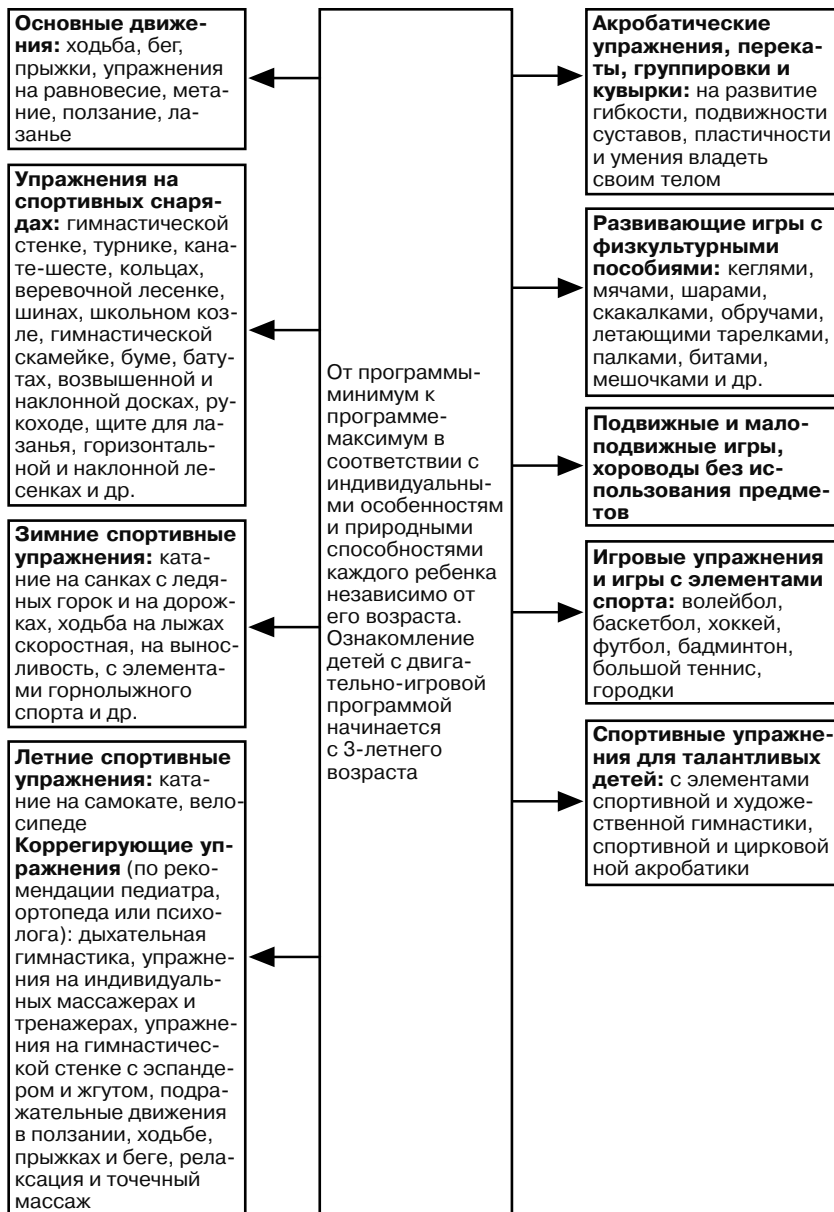 Основные движе-
ния: ходьба, бег,
прыжки, упражнения
на равновесие, мета-
ние, ползание, ла-
занье
Упражнения на
спортивных снаря-
дах: гимнастической
стенке, турнике, кана-
те-шесте, кольцах,
веревочной лесенке,
шинах, школьном коз-
ле, гимнастической
скамейке, буме, бату-
тах, возвышенной и
наклонной досках, ру-
коходе, щите для ла-
занья, горизонталь-
ной и наклонной ле-
сенках и др.
Зимние спортивные
упражнения: ката-
ние на санках с ледя-
ных горок и на дорож-
ках, ходьба на лыжах
скоростная, на вынос-
ливость, с элемента-
ми горнолыжного
спорта и др.
Летние спортивные
упражнения: ката-
ние на самокате, вело-
сипеде
Коррегирующие уп-
ражнения (по реко-
мендации педиатра,
ортопеда или психо-
лога): дыхательная
гимнастика, упражне-
ния на индивидуаль-
ных массажерах и
тренажерах, упражне-
ния на гимнастичес-
кой стенке с эспанде-
ром и жгутом, подра-
жательные движения
в ползании, ходьбе,
прыжках и беге, рела-
ксация и точечный
массаж
От программы-
минимум к
программе-
максимум в
соответствии с
индивидуальны-
ми особенностям
и природными
способностями
каждого ребенка
независимо от
его возраста.
Ознакомление
детей с двига-
тельно-игровой
программой
начинается
с 3-летнего
возраста
Акробатические
упражнения, перека-
ты, группировки и
кувырки: на развитие
гибкости, подвижности
суставов, пластичности
и умения владеть
своим телом
Развивающие игры с
физкультурными
пособиями: кеглями,
мячами, шарами,
скакалками, обручами,
летающими тарелками,
палками, битами,
мешочками и др.
Подвижные и мало-
подвижные игры,
хороводы без ис-
пользования предме-
тов
Игровые упражнения
и игры с элементами
спорта: волейбол,
баскетбол, хоккей,
футбол, бадминтон,
большой теннис,
городки
Спортивные упражне-
ния для талантливых
детей: с элементами
спортивной и художе-
ственной гимнастики,
спортивной и цирковой
ной акробатики